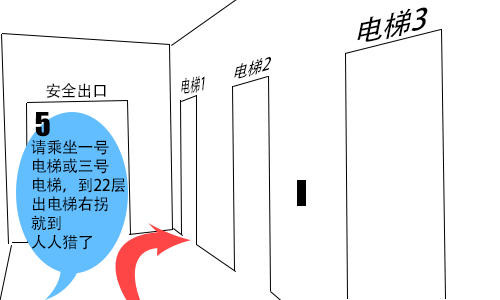 电梯3
电梯2
电梯1
安全出口
5
请乘坐一号
电梯或三号
电梯，到22层
出电梯右拐
就到
人人猎了